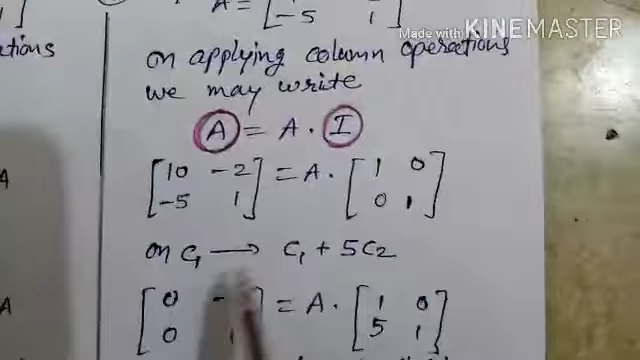 A = [
-5 1 ]
Made with KINEMASTER
on applying column operations
we may write
A = A . I
[ 10 -2 ] = A . [ 1 0 ]
[ -5 1 ] [ 0 1 ]
on C₁ → C₁ + 5C₂
[ 0 - ] = A . [ 1 0 ]
[ 0 1 ] [ 5 1 ]
A
A